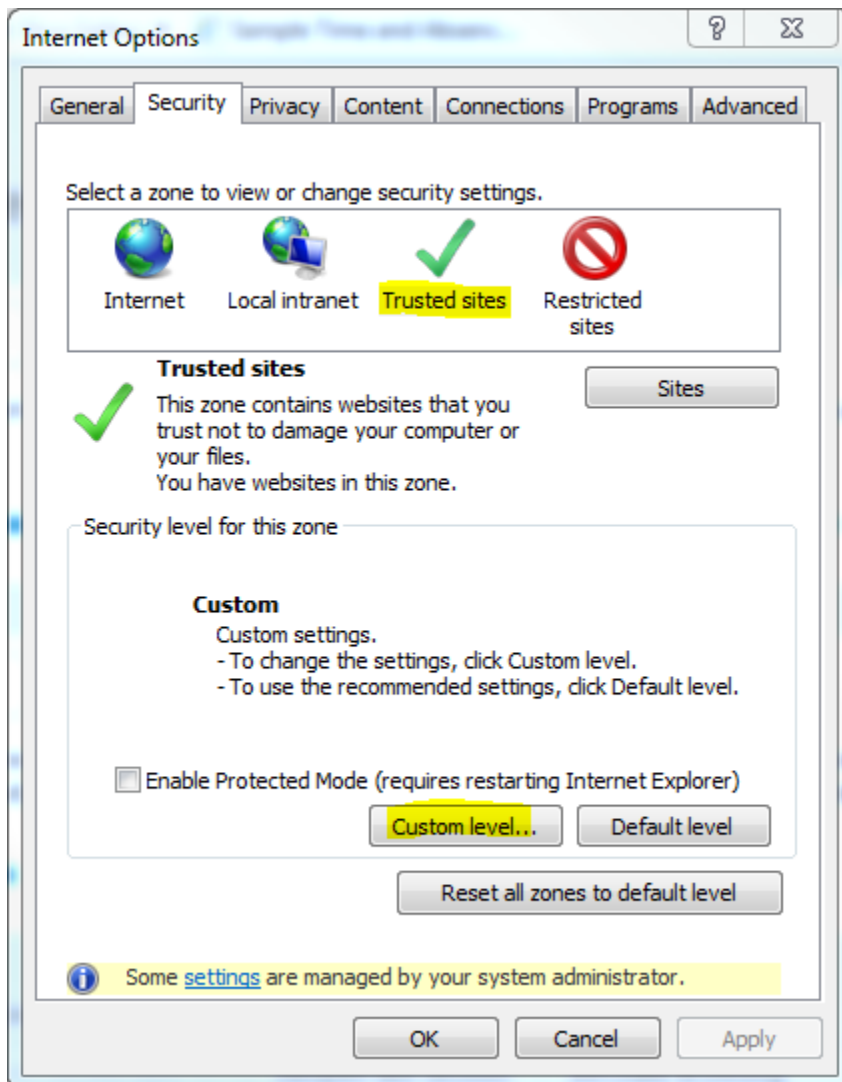 Internet Options
General Security Privacy Content Connections Programs Advanced
Select a zone to view or change security settings.
Internet Local intranet Trusted sites Restricted
sites
Trusted sites
Sites
This zone contains websites that you
trust not to damage your computer or
your files.
You have websites in this zone.
Security level for this zone
Custom
Custom settings.
- To change the settings, click Custom level.
- To use the recommended settings, click Default level.
Enable Protected Mode (requires restarting Internet Explorer)
Custom level... Default level
Reset all zones to default level
Some settings are managed by your system administrator.
OK Cancel Apply